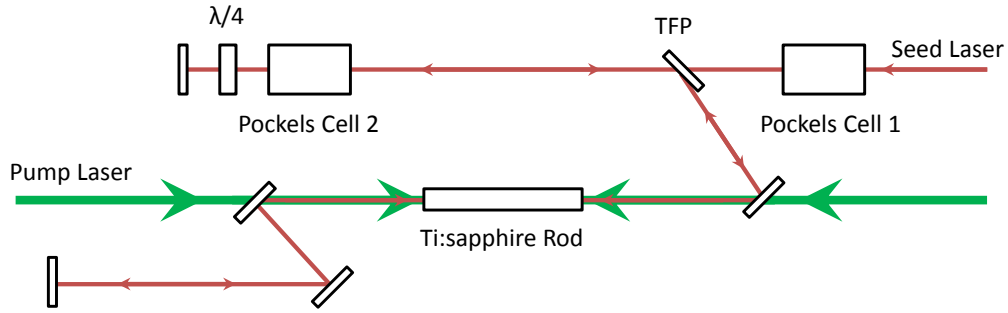 λ/4
TFP
Seed Laser
Pockels Cell 2
Pockels Cell 1
Pump Laser
Ti:sapphire Rod